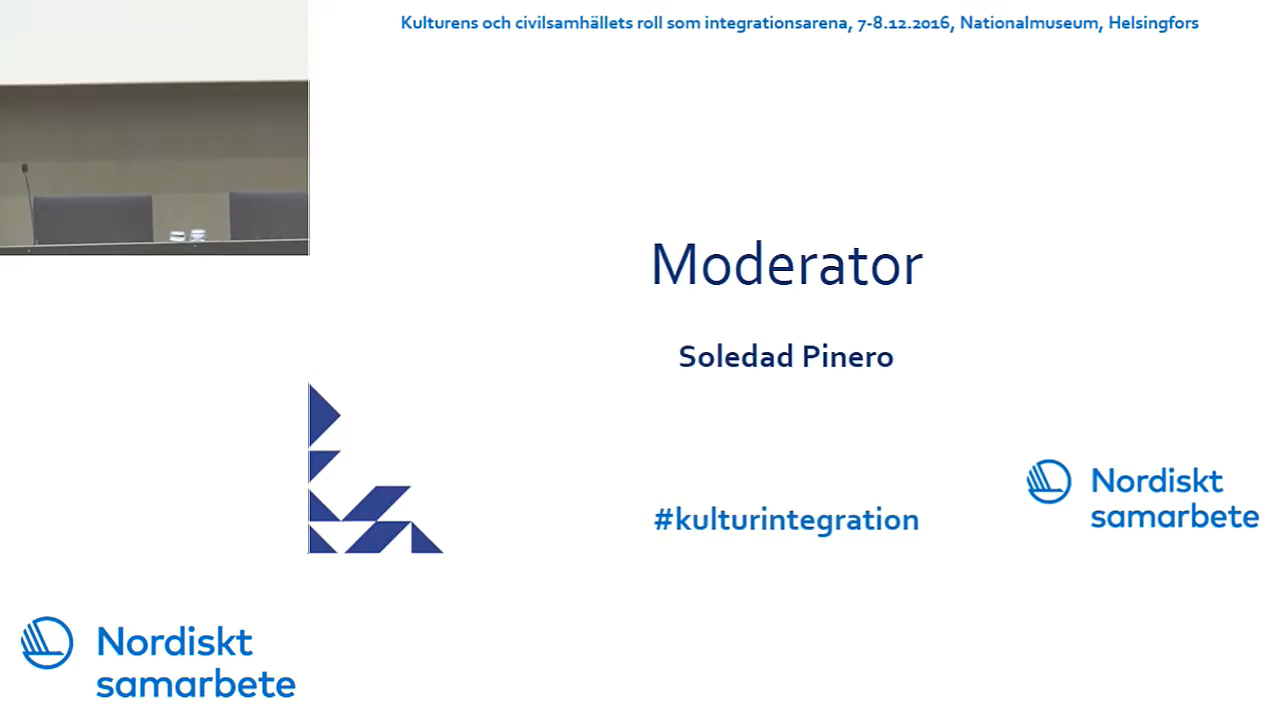 Kulturens och civilsamhällets roll som integrationsarena, 7-8.12.2016, Nationalmuseum, Helsingfors
Moderator
Soledad Pinero
#kulturintegration
Nordiskt
samarbete
Nordiskt
samarbete